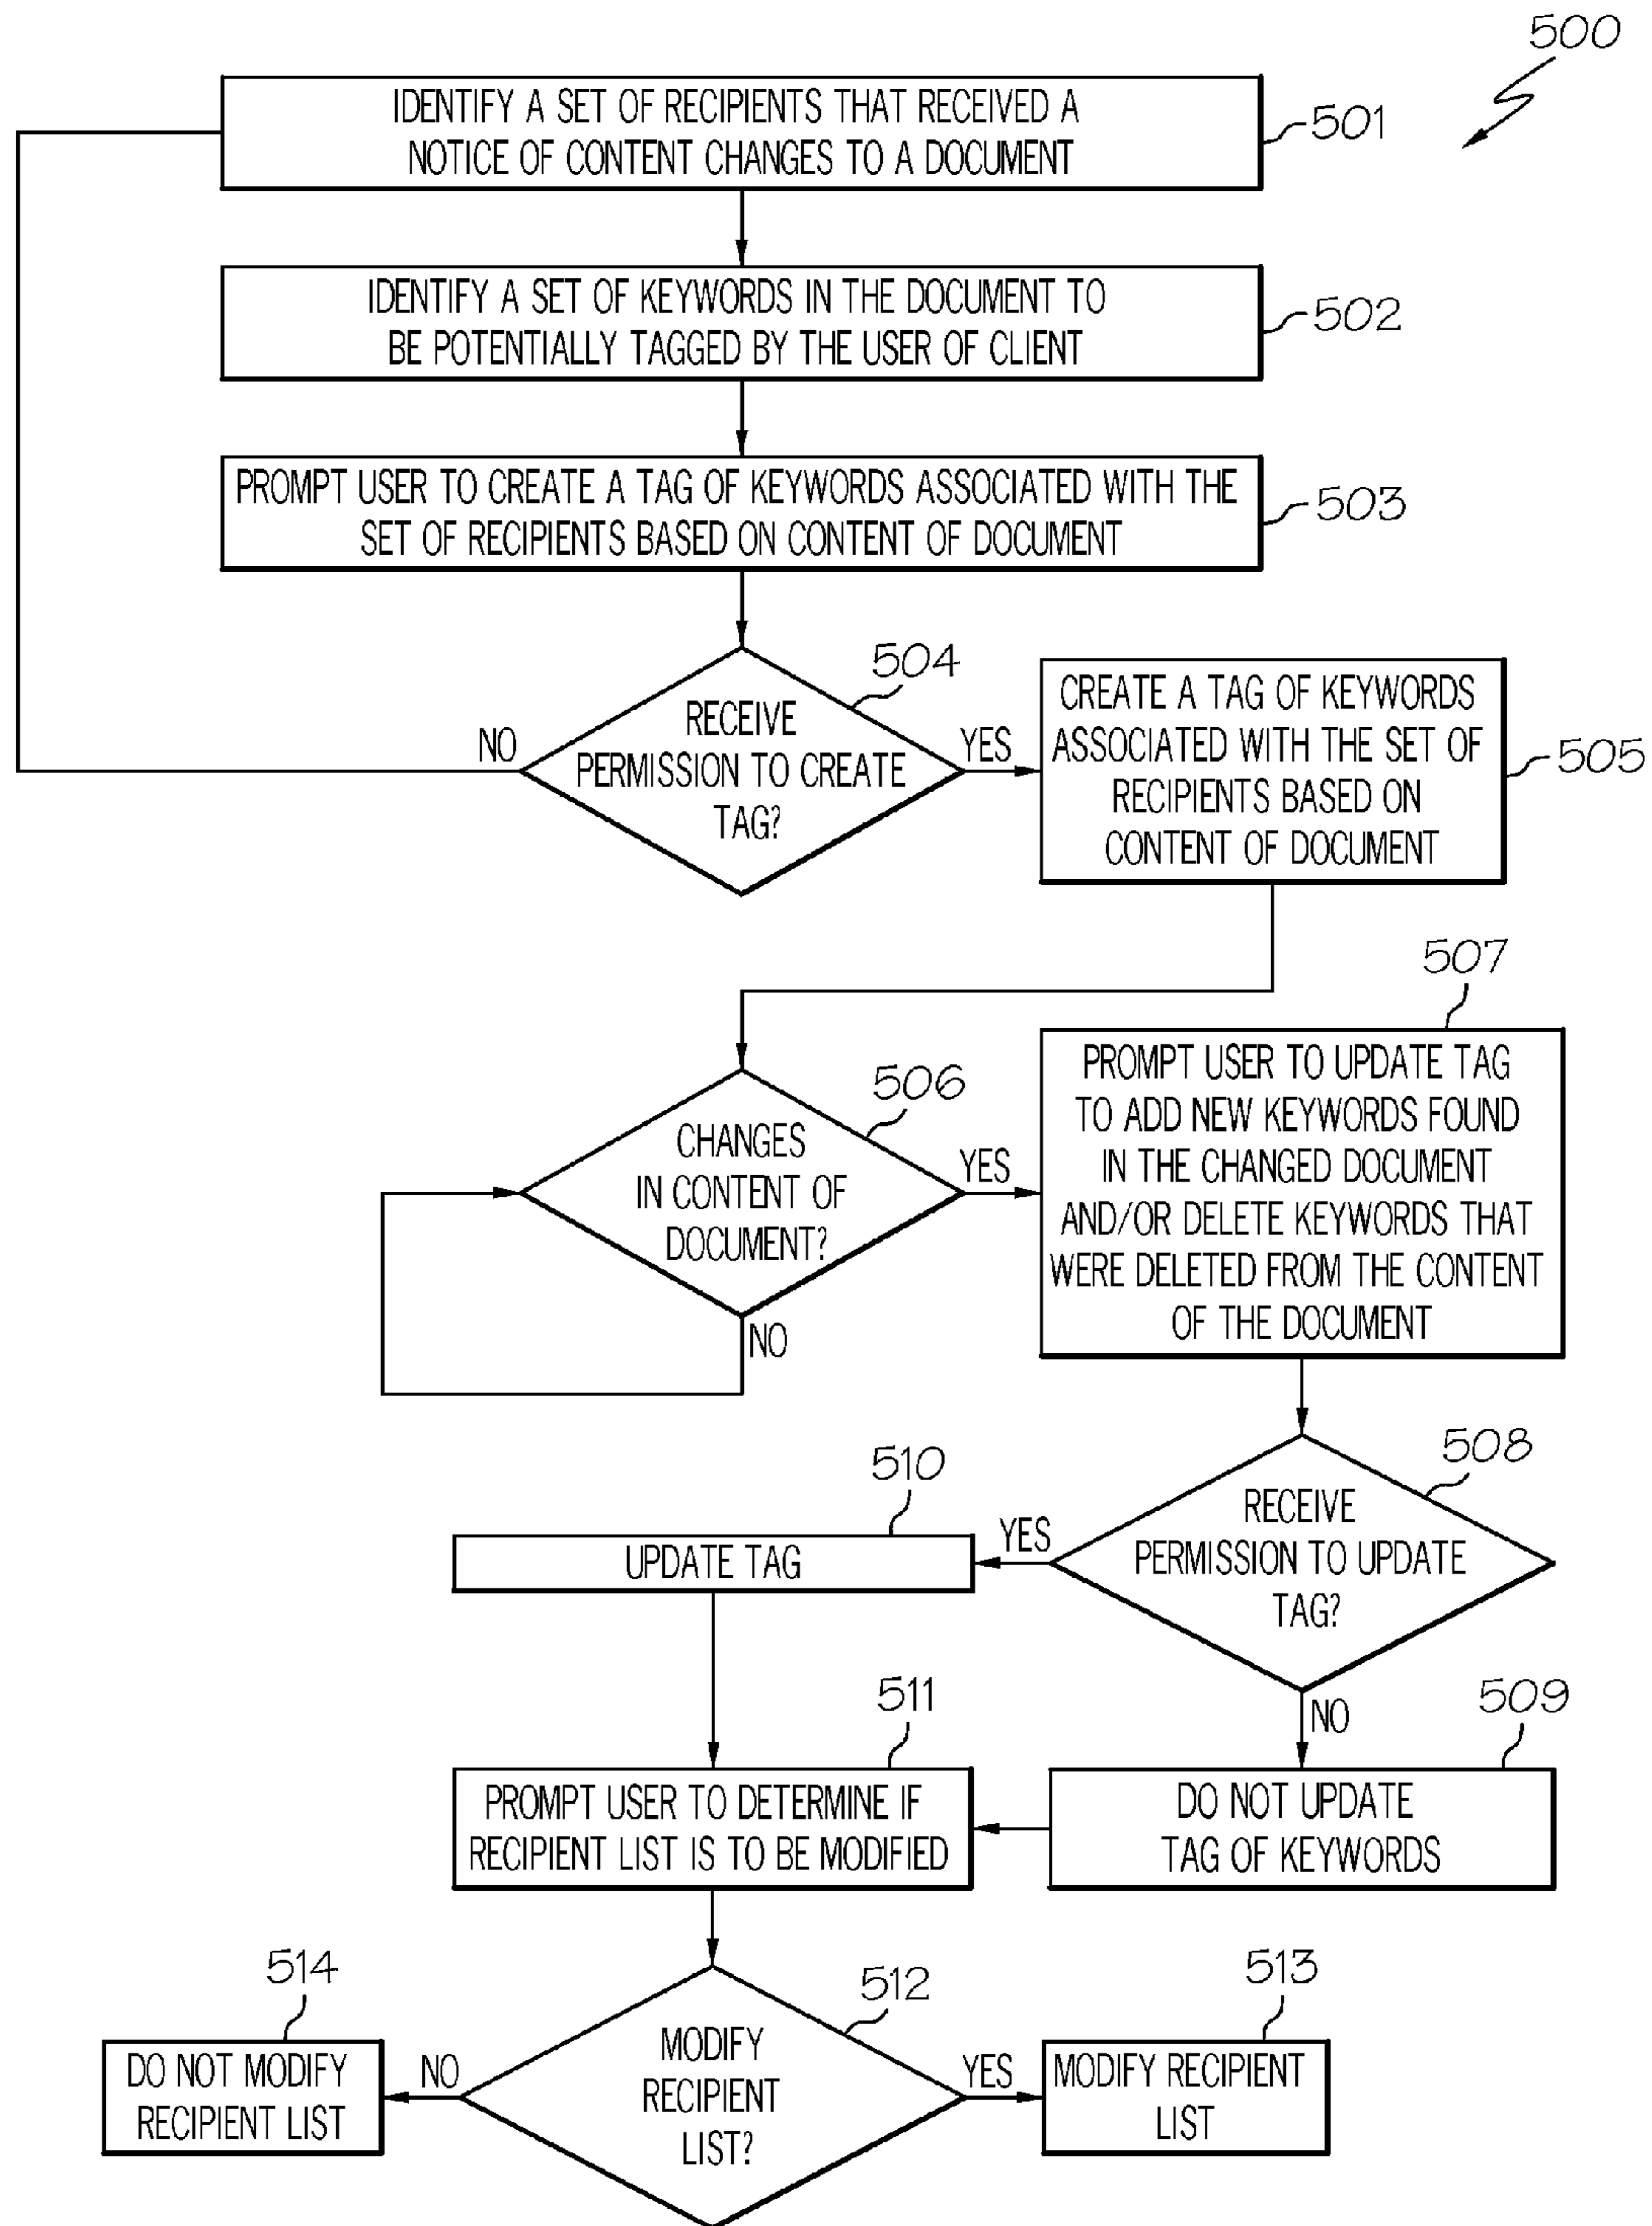 500
IDENTIFY A SET OF RECIPIENTS THAT RECEIVED A
NOTICE OF CONTENT CHANGES TO A DOCUMENT
501
IDENTIFY A SET OF KEYWORDS IN THE DOCUMENT TO
BE POTENTIALLY TAGGED BY THE USER OF CLIENT
502
PROMPT USER TO CREATE A TAG OF KEYWORDS ASSOCIATED WITH THE
SET OF RECIPIENTS BASED ON CONTENT OF DOCUMENT
503
504
RECEIVE
PERMISSION TO CREATE
TAG?
NO
YES
CREATE A TAG OF KEYWORDS
ASSOCIATED WITH THE SET OF
RECIPIENTS BASED ON
CONTENT OF DOCUMENT
505
506
CHANGES
IN CONTENT OF
DOCUMENT?
YES
NO
507
PROMPT USER TO UPDATE TAG
TO ADD NEW KEYWORDS FOUND
IN THE CHANGED DOCUMENT
AND/OR DELETE KEYWORDS THAT
WERE DELETED FROM THE CONTENT
OF THE DOCUMENT
508
RECEIVE
PERMISSION TO UPDATE
TAG?
YES
NO
510
UPDATE TAG
509
DO NOT UPDATE
TAG OF KEYWORDS
511
PROMPT USER TO DETERMINE IF
RECIPIENT LIST IS TO BE MODIFIED
512
MODIFY
RECIPIENT
LIST?
NO
YES
514
DO NOT MODIFY
RECIPIENT LIST
513
MODIFY RECIPIENT
LIST